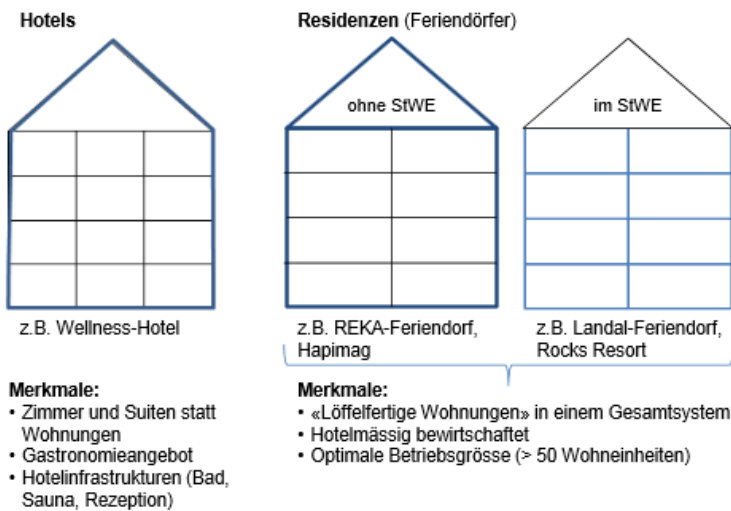 Hotels
z.B. Wellness-Hotel
Merkmale:
• Zimmer und Suiten statt
Wohnungen
• Gastronomieangebot
• Hotelinfrastrukturen (Bad,
Sauna, Rezeption)
Residenzen (Feriendörfer)
ohne StWE
z.B. REKA-Feriendorf,
Hapimag
im StWE
z.B. Landal-Feriendorf,
Rocks Resort
Merkmale:
• «Löffelfertige Wohnungen» in einem Gesamtsystem
• Hotelmässig bewirtschaftet
• Optimale Betriebsgrösse (> 50 Wohneinheiten)